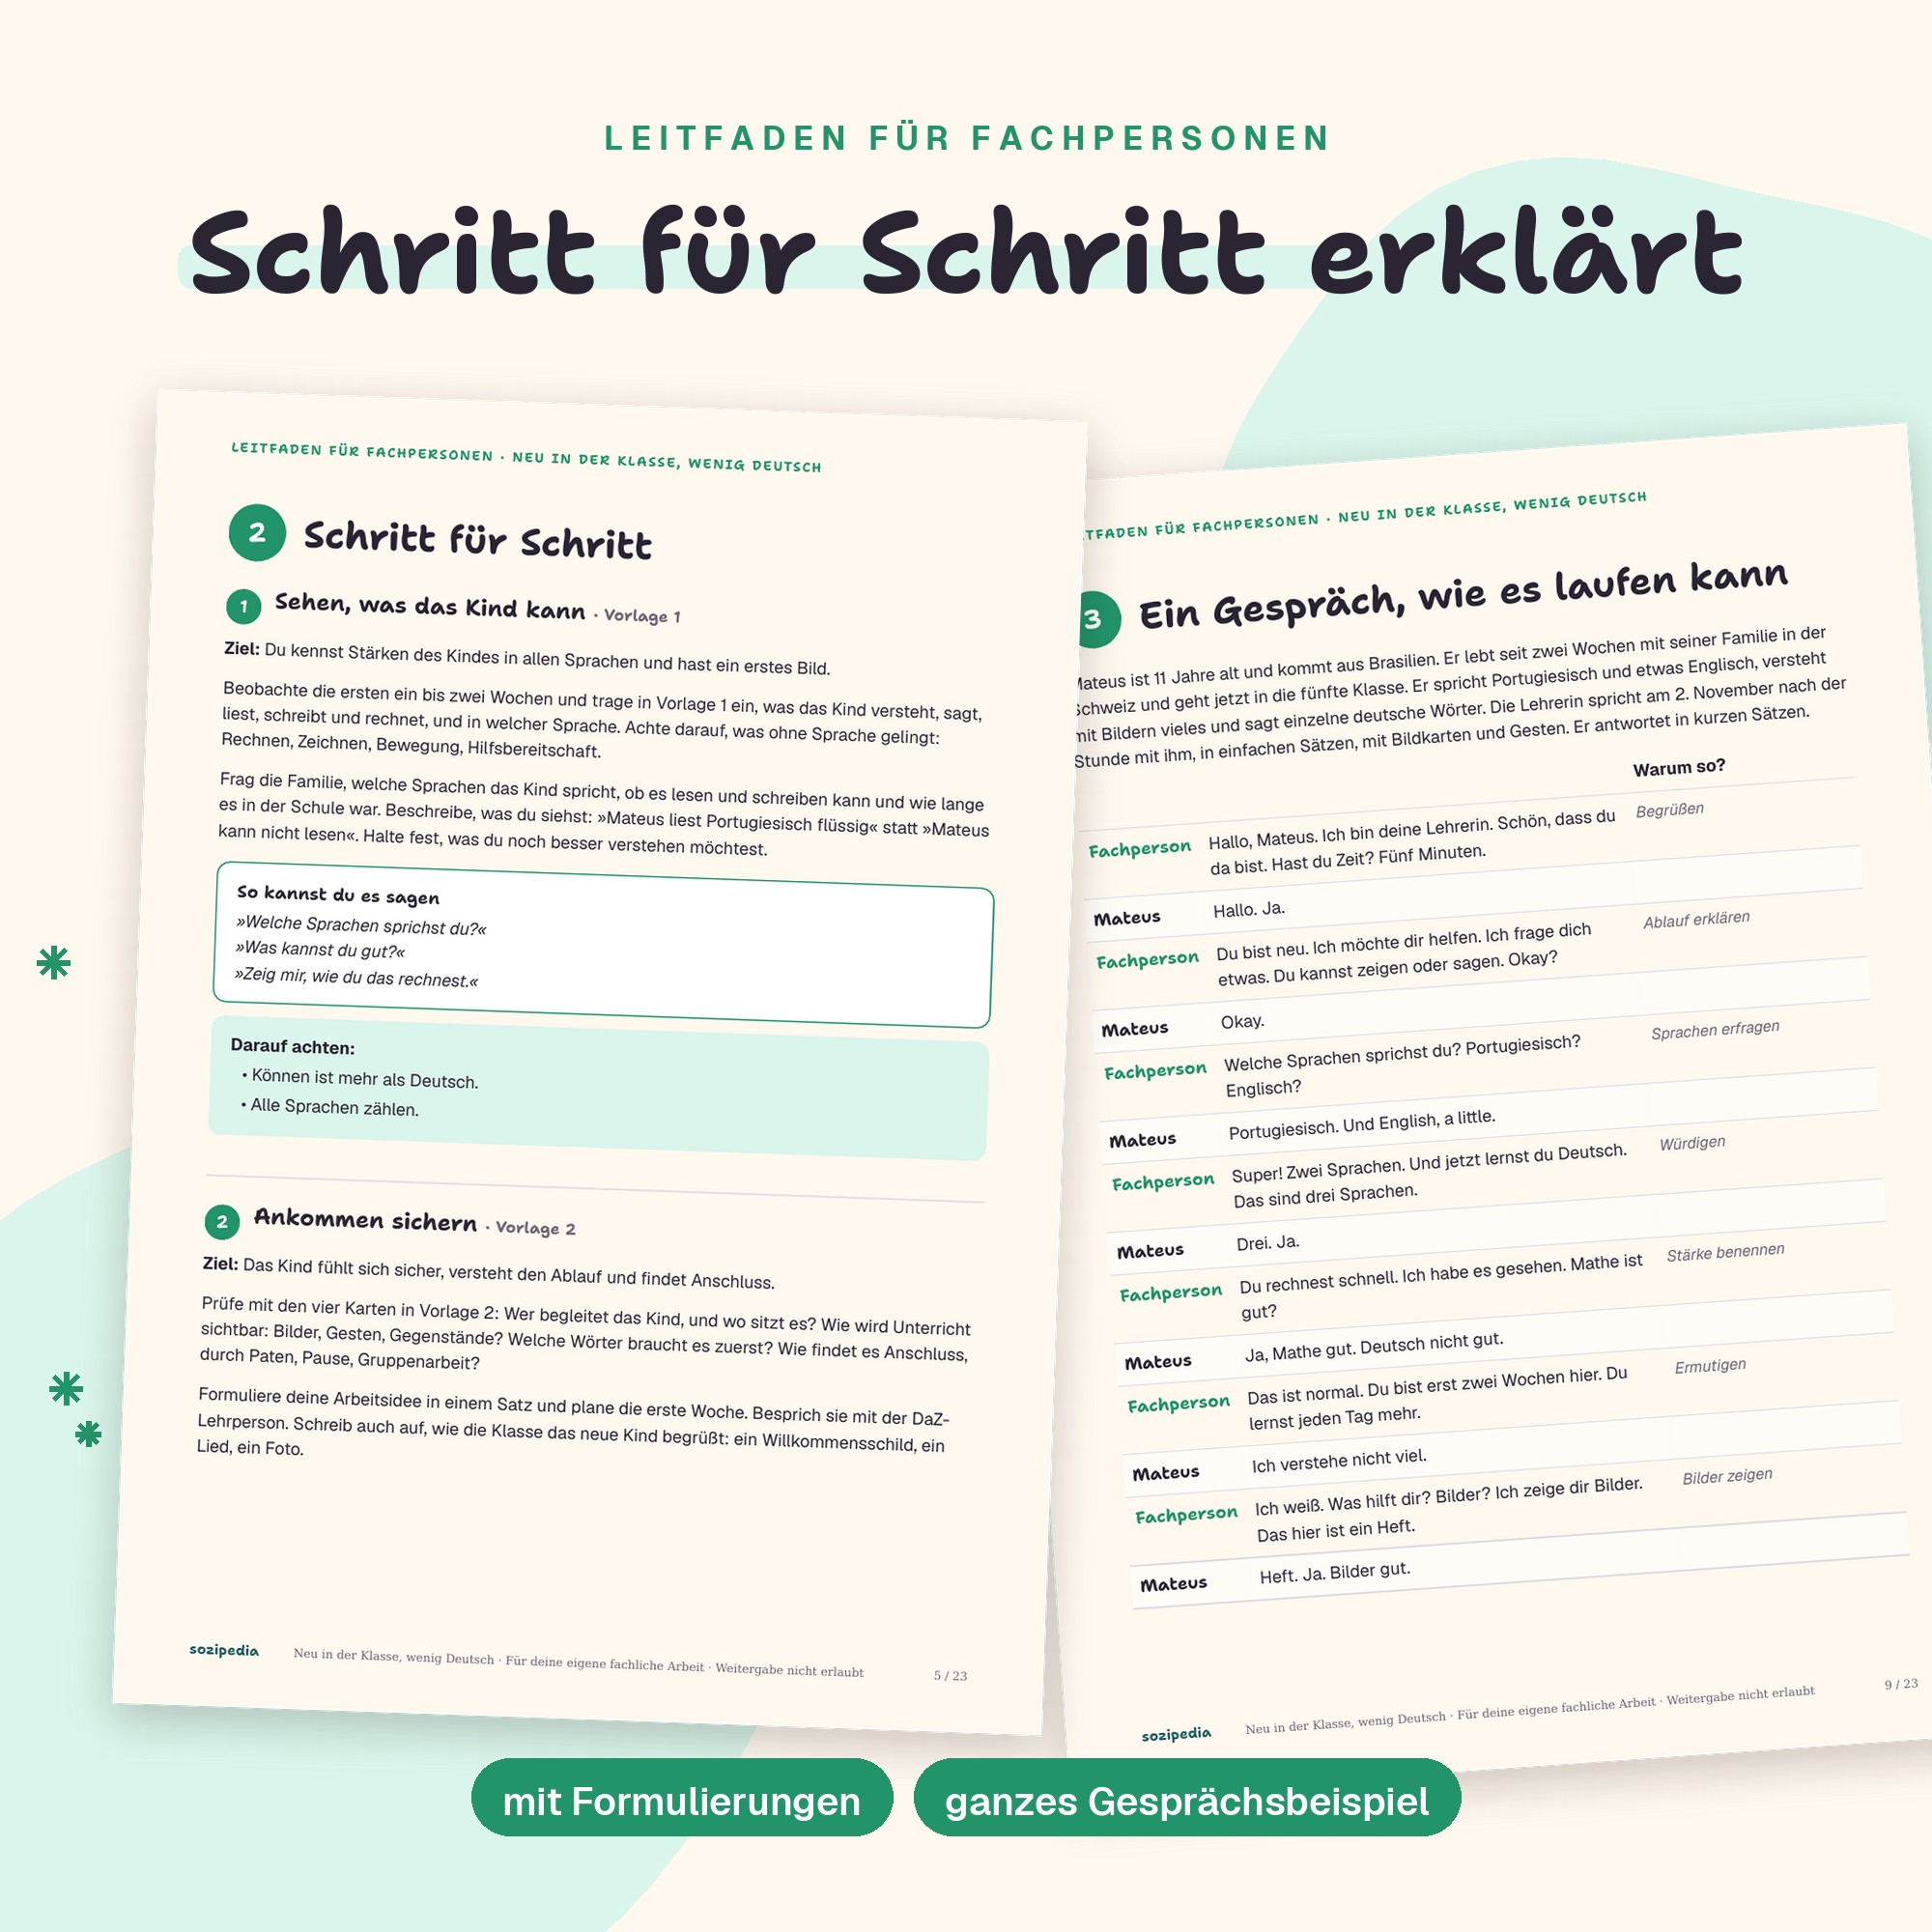 LEITFADEN FÜR FACHPERSONEN
Schritt für Schritt erklärt
LEITFADEN FÜR FACHPERSONEN · NEU IN DER KLASSE, WENIG DEUTSCH
2 Schritt für Schritt
1 Sehen, was das Kind kann · Vorlage 1
Ziel: Du kennst Stärken des Kindes in allen Sprachen und hast ein erstes Bild.
Beobachte die ersten ein bis zwei Wochen und trage in Vorlage 1 ein, was das Kind versteht, sagt,
liest, schreibt und rechnet, und in welcher Sprache. Achte darauf, was ohne Sprache gelingt:
Rechnen, Zeichnen, Bewegung, Hilfsbereitschaft.
Frag die Familie, welche Sprachen das Kind spricht, ob es lesen und schreiben kann und wie lange
es in der Schule war. Beschreibe, was du siehst: »Mateus liest Portugiesisch flüssig« statt »Mateus
kann nicht lesen«. Halte fest, was du noch besser verstehen möchtest.
So kannst du es sagen
»Welche Sprachen sprichst du?«
»Was kannst du gut?«
»Zeig mir, wie du das rechnest.«
Darauf achten:
• Können ist mehr als Deutsch.
• Alle Sprachen zählen.
2 Ankommen sichern · Vorlage 2
Ziel: Das Kind fühlt sich sicher, versteht den Ablauf und findet Anschluss.
Prüfe mit den vier Karten in Vorlage 2: Wer begleitet das Kind, und wo sitzt es? Wie wird Unterricht
sichtbar: Bilder, Gesten, Gegenstände? Welche Wörter braucht es zuerst? Wie findet es Anschluss,
durch Paten, Pause, Gruppenarbeit?
Formuliere deine Arbeitsidee in einem Satz und plane die erste Woche. Besprich sie mit der DaZ-
Lehrperson. Schreib auch auf, wie die Klasse das neue Kind begrüßt: ein Willkommensschild, ein
Lied, ein Foto.
sozipedia Neu in der Klasse, wenig Deutsch · Für deine eigene fachliche Arbeit · Weitergabe nicht erlaubt 5 / 23
ITFADEN FÜR FACHPERSONEN · NEU IN DER KLASSE, WENIG DEUTSCH
3 Ein Gespräch, wie es laufen kann
Mateus ist 11 Jahre alt und kommt aus Brasilien. Er lebt seit zwei Wochen mit seiner Familie in der
Schweiz und geht jetzt in die fünfte Klasse. Er spricht Portugiesisch und etwas Englisch, versteht
mit Bildern vieles und sagt einzelne deutsche Wörter. Die Lehrerin spricht am 2. November nach der
Stunde mit ihm, in einfachen Sätzen, mit Bildkarten und Gesten. Er antwortet in kurzen Sätzen.
Warum so?
Fachperson Hallo, Mateus. Ich bin deine Lehrerin. Schön, dass du Begrüßen
da bist. Hast du Zeit? Fünf Minuten.
Mateus Hallo. Ja.
Fachperson Du bist neu. Ich möchte dir helfen. Ich frage dich Ablauf erklären
etwas. Du kannst zeigen oder sagen. Okay?
Mateus Okay.
Fachperson Welche Sprachen sprichst du? Portugiesisch? Sprachen erfragen
Englisch?
Mateus Portugiesisch. Und English, a little.
Fachperson Super! Zwei Sprachen. Und jetzt lernst du Deutsch. Würdigen
Das sind drei Sprachen.
Mateus Drei. Ja.
Fachperson Du rechnest schnell. Ich habe es gesehen. Mathe ist Stärke benennen
gut?
Mateus Ja, Mathe gut. Deutsch nicht gut.
Fachperson Das ist normal. Du bist erst zwei Wochen hier. Du Ermutigen
lernst jeden Tag mehr.
Mateus Ich verstehe nicht viel.
Fachperson Ich weiß. Was hilft dir? Bilder? Ich zeige dir Bilder. Bilder zeigen
Das hier ist ein Heft.
Mateus Heft. Ja. Bilder gut.
sozipedia Neu in der Klasse, wenig Deutsch · Für deine eigene fachliche Arbeit · Weitergabe nicht erlaubt 9 / 23
mit Formulierungen
ganzes Gesprächsbeispiel